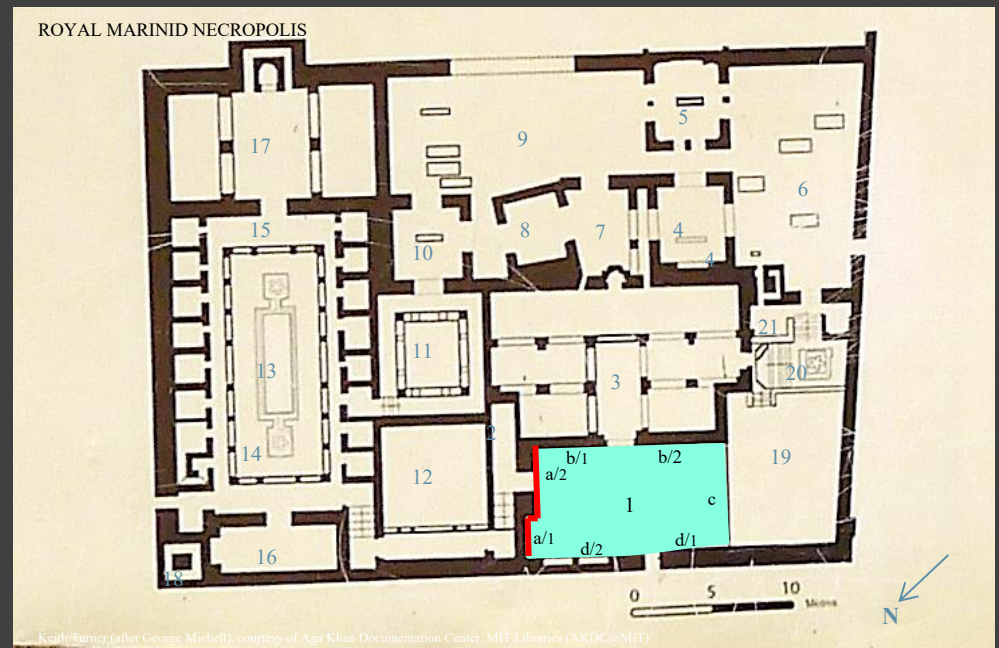 ROYAL MARINID NECROPOLIS
17
9
5
6
15
10
8
7
4
4
13
11
3
21
20
14
12
2
b/1
b/2
a/2
1
c
19
a/1
d/2
d/1
16
18
0 5 10
Metres
N
Keith Turner (after George Michell), courtesy of Aga Khan Documentation Center, MIT Libraries (AKDC@MIT)